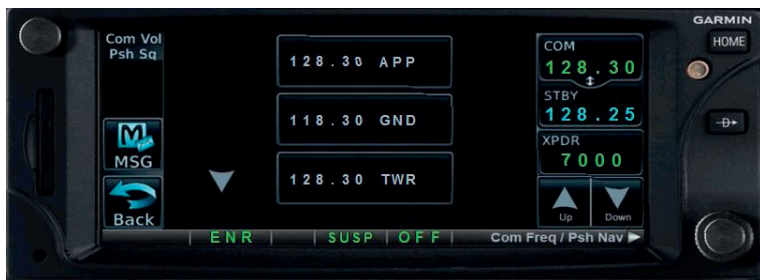 GARMIN
HOME
Com Vol
Psh Sq
128.30 APP
118.30 GND
128.30 TWR
COM
128.30
STBY
128.25
XPDR
7000
D
MSG
Back
Up
Down
ENR
SUSP
OFF
Com Freq / Psh Nav